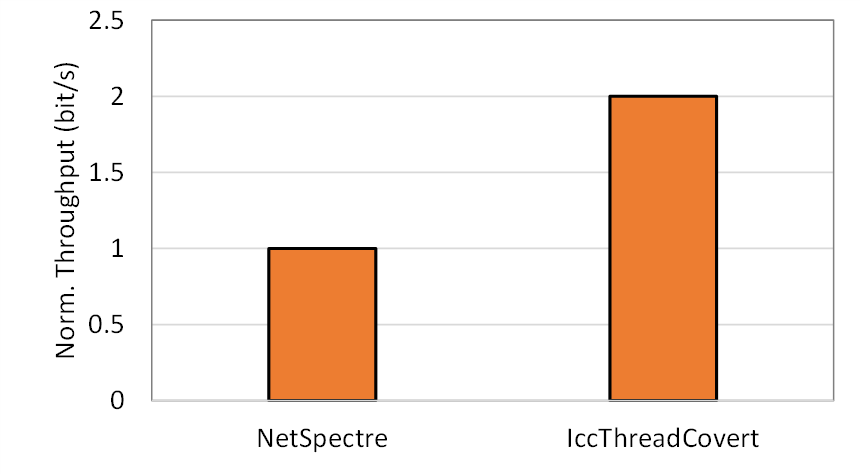 2.5
2
1.5
1
0.5
0
Norm. Throughput (bit/s)
NetSpectre
IccThreadCovert